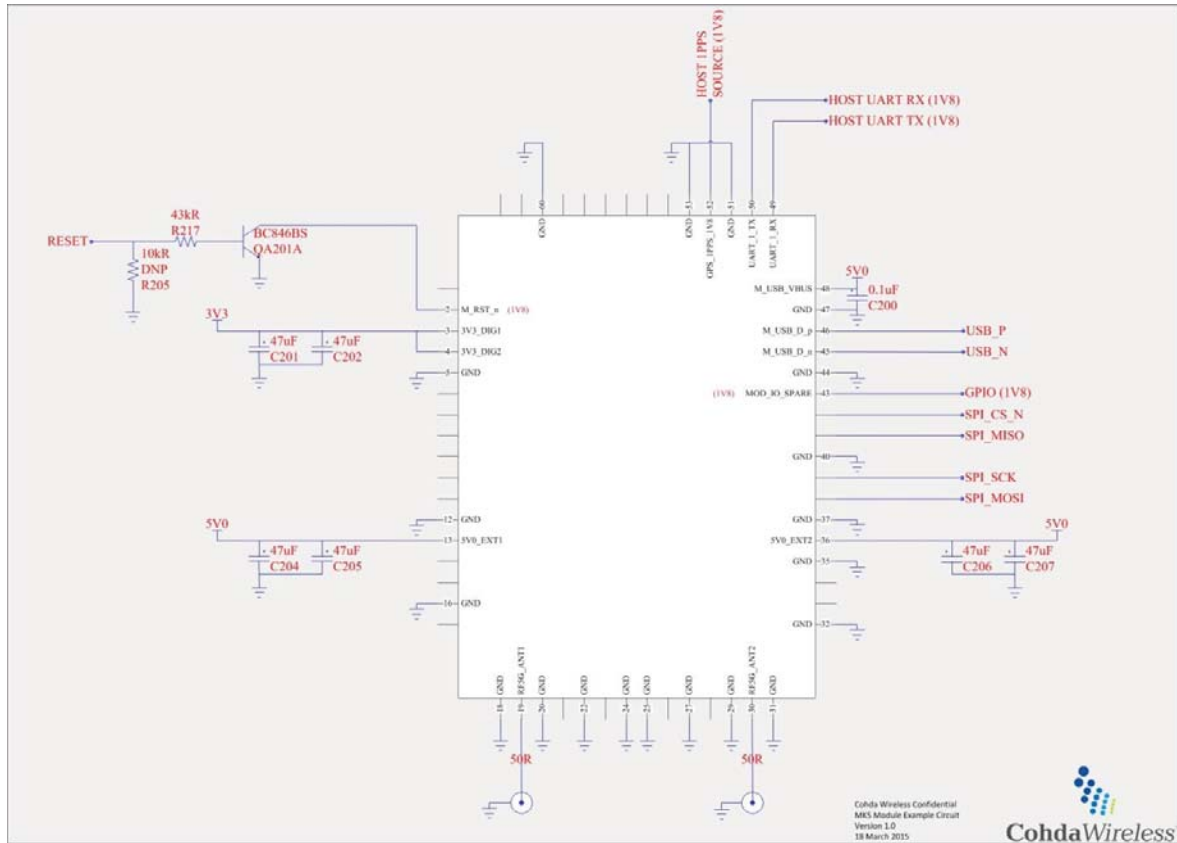 HOST 1PPS
SOURCE (1V8)
HOST UART RX (1V8)
HOST UART TX (1V8)
60
GND
53
GND
52
GPS_1PPS_1V8
51
GND
50
UART_1_TX
49
UART_1_RX
RESET
43kR
R217
BC846BS
QA201A
10kR
DNP
R205
2
M_RST_n (1V8)
3V3
3
3V3_DIG1
4
3V3_DIG2
47uF
C201
47uF
C202
5
GND
12
GND
5V0
13
5V0_EXT1
47uF
C204
47uF
C205
16
GND
M_USB_VBUS
48
5V0
0.1uF
C200
GND
47
M_USB_D_p
46
USB_P
M_USB_D_n
45
USB_N
GND
44
(1V8) MOD_IO_SPARE
43
GPIO (1V8)
SPI_CS_N
SPI_MISO
GND
40
SPI_SCK
SPI_MOSI
GND
37
5V0_EXT2
36
5V0
47uF
C206
47uF
C207
GND
35
GND
32
GND
18
RF5G_ANT1
19
GND
20
GND
22
GND
24
GND
25
GND
27
GND
29
RF5G_ANT2
30
GND
31
50R
50R
Cohda Wireless Confidential
MK5 Module Example Circuit
Version 1.0
18 March 2015
CohdaWireless